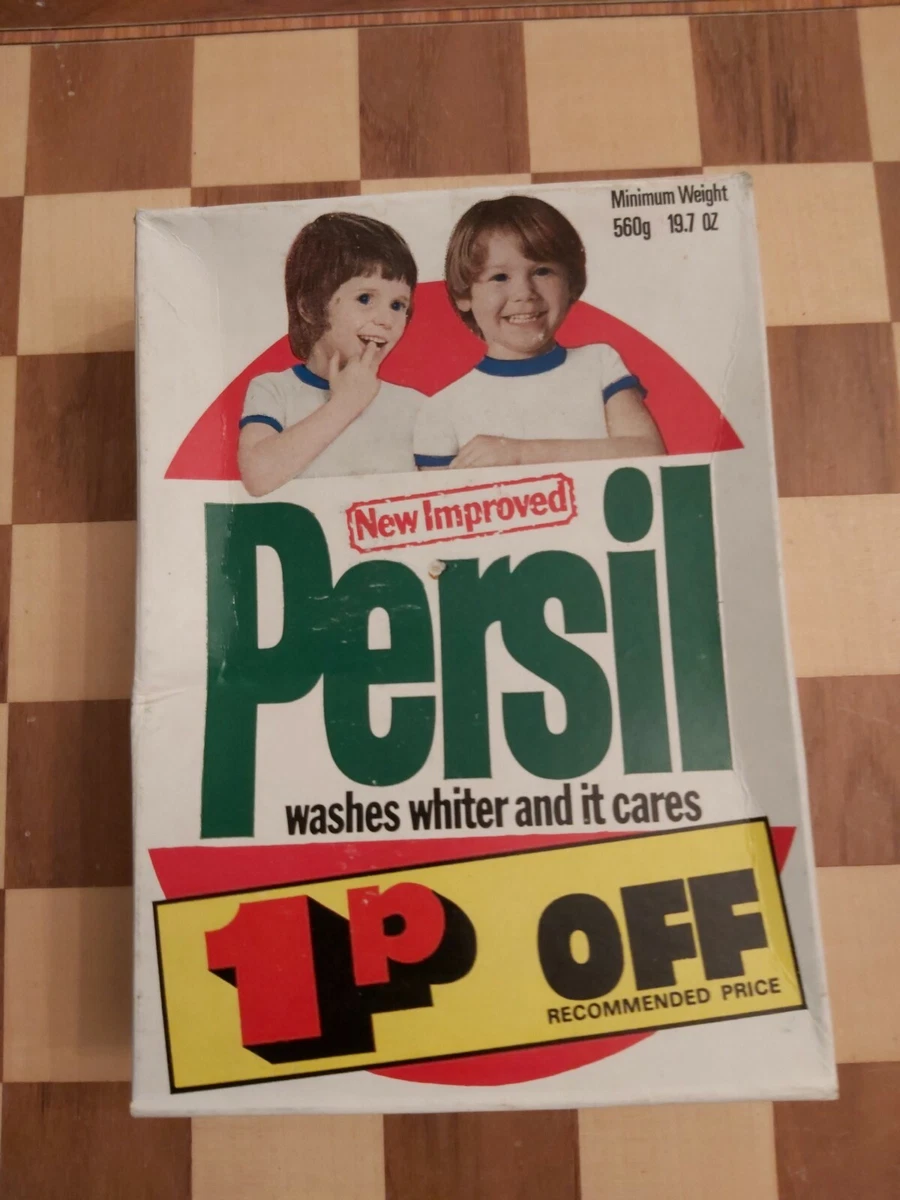 Minimum Weight
560g 19.7 OZ
New Improved
Persil
washes whiter and it cares
1p OFF
RECOMMENDED PRICE